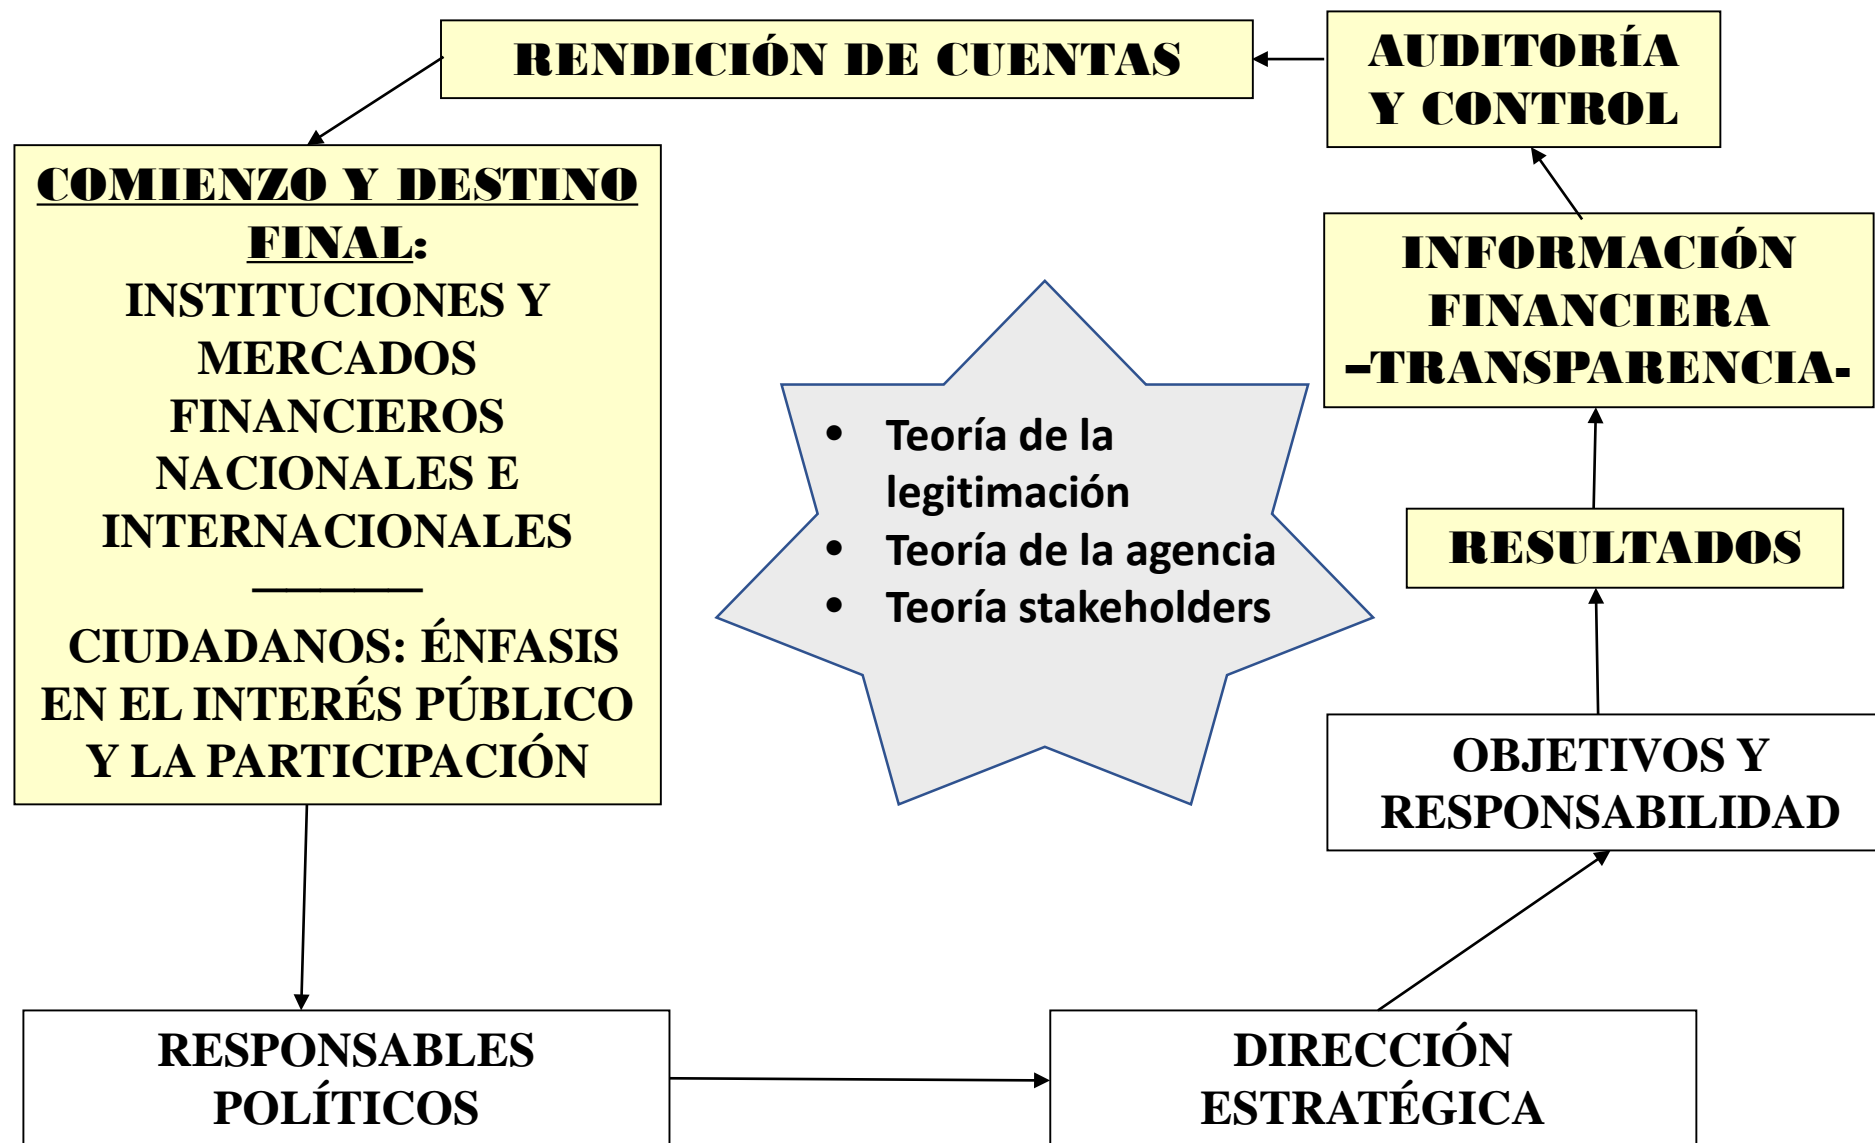 RENDICIÓN DE CUENTAS
AUDITORÍA
Y CONTROL
COMIENZO Y DESTINO
FINAL:
INSTITUCIONES Y
MERCADOS
FINANCIEROS
NACIONALES E
INTERNACIONALES
CIUDADANOS: ÉNFASIS
EN EL INTERÉS PÚBLICO
Y LA PARTICIPACIÓN
INFORMACIÓN
FINANCIERA
–TRANSPARENCIA-
• Teoría de la
legitimación
• Teoría de la agencia
• Teoría stakeholders
RESULTADOS
OBJETIVOS Y
RESPONSABILIDAD
RESPONSABLES
POLÍTICOS
DIRECCIÓN
ESTRATÉGICA